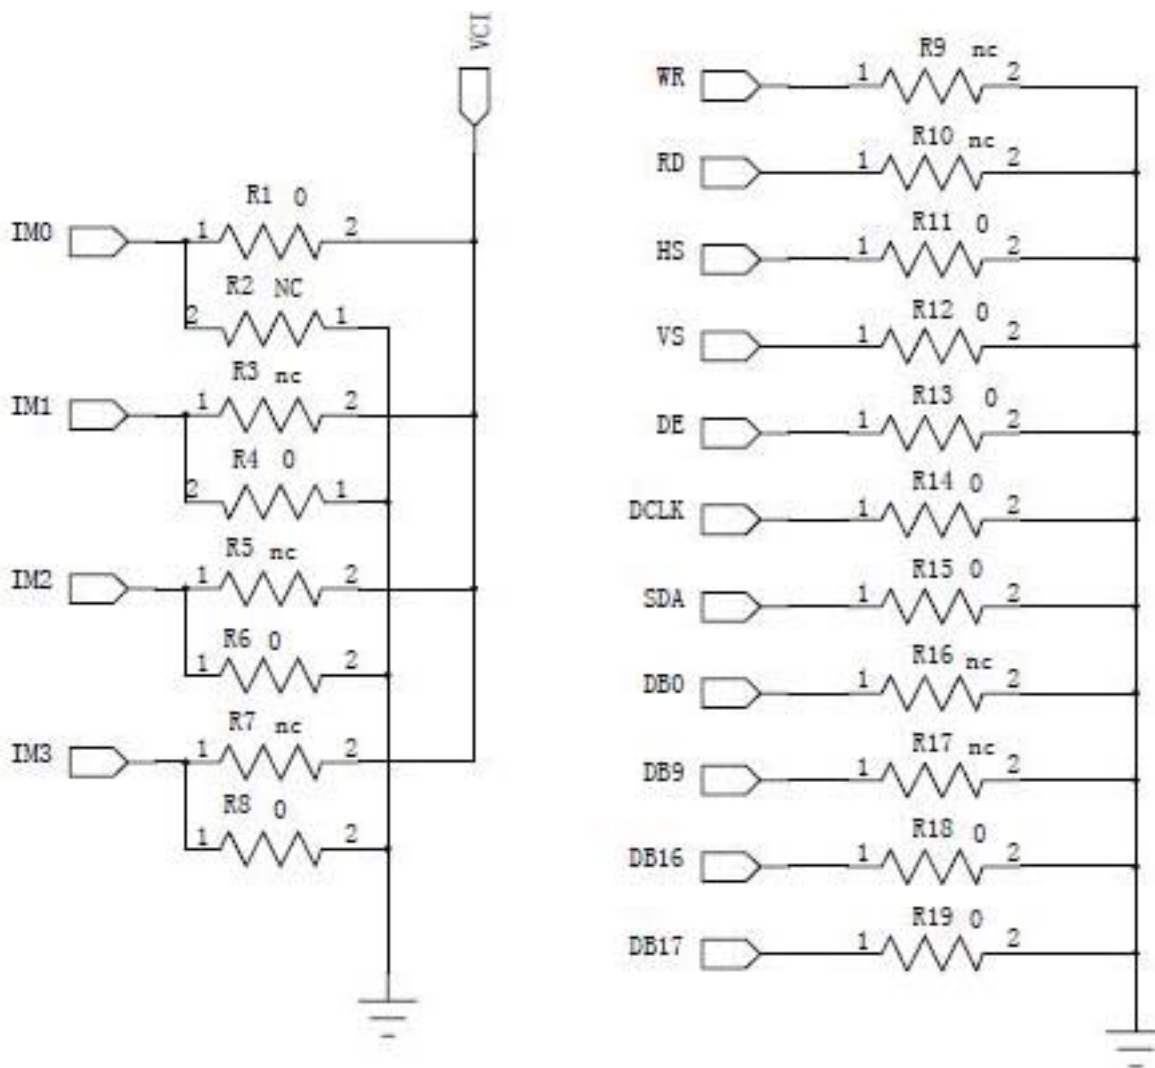 VCI
R1 0
IM0 1 2
R2 NC
2 1
R3 nc
IM1 1 2
R4 0
2 1
R5 nc
IM2 1 2
R6 0
1 2
R7 nc
IM3 1 2
R8 0
1 2
R9 nc
WR 1 2
R10 nc
RD 1 2
R11 0
HS 1 2
R12 0
VS 1 2
R13 0
DE 1 2
R14 0
DCLK 1 2
R15 0
SDA 1 2
R16 nc
DB0 1 2
R17 nc
DB9 1 2
R18 0
DB16 1 2
R19 0
DB17 1 2